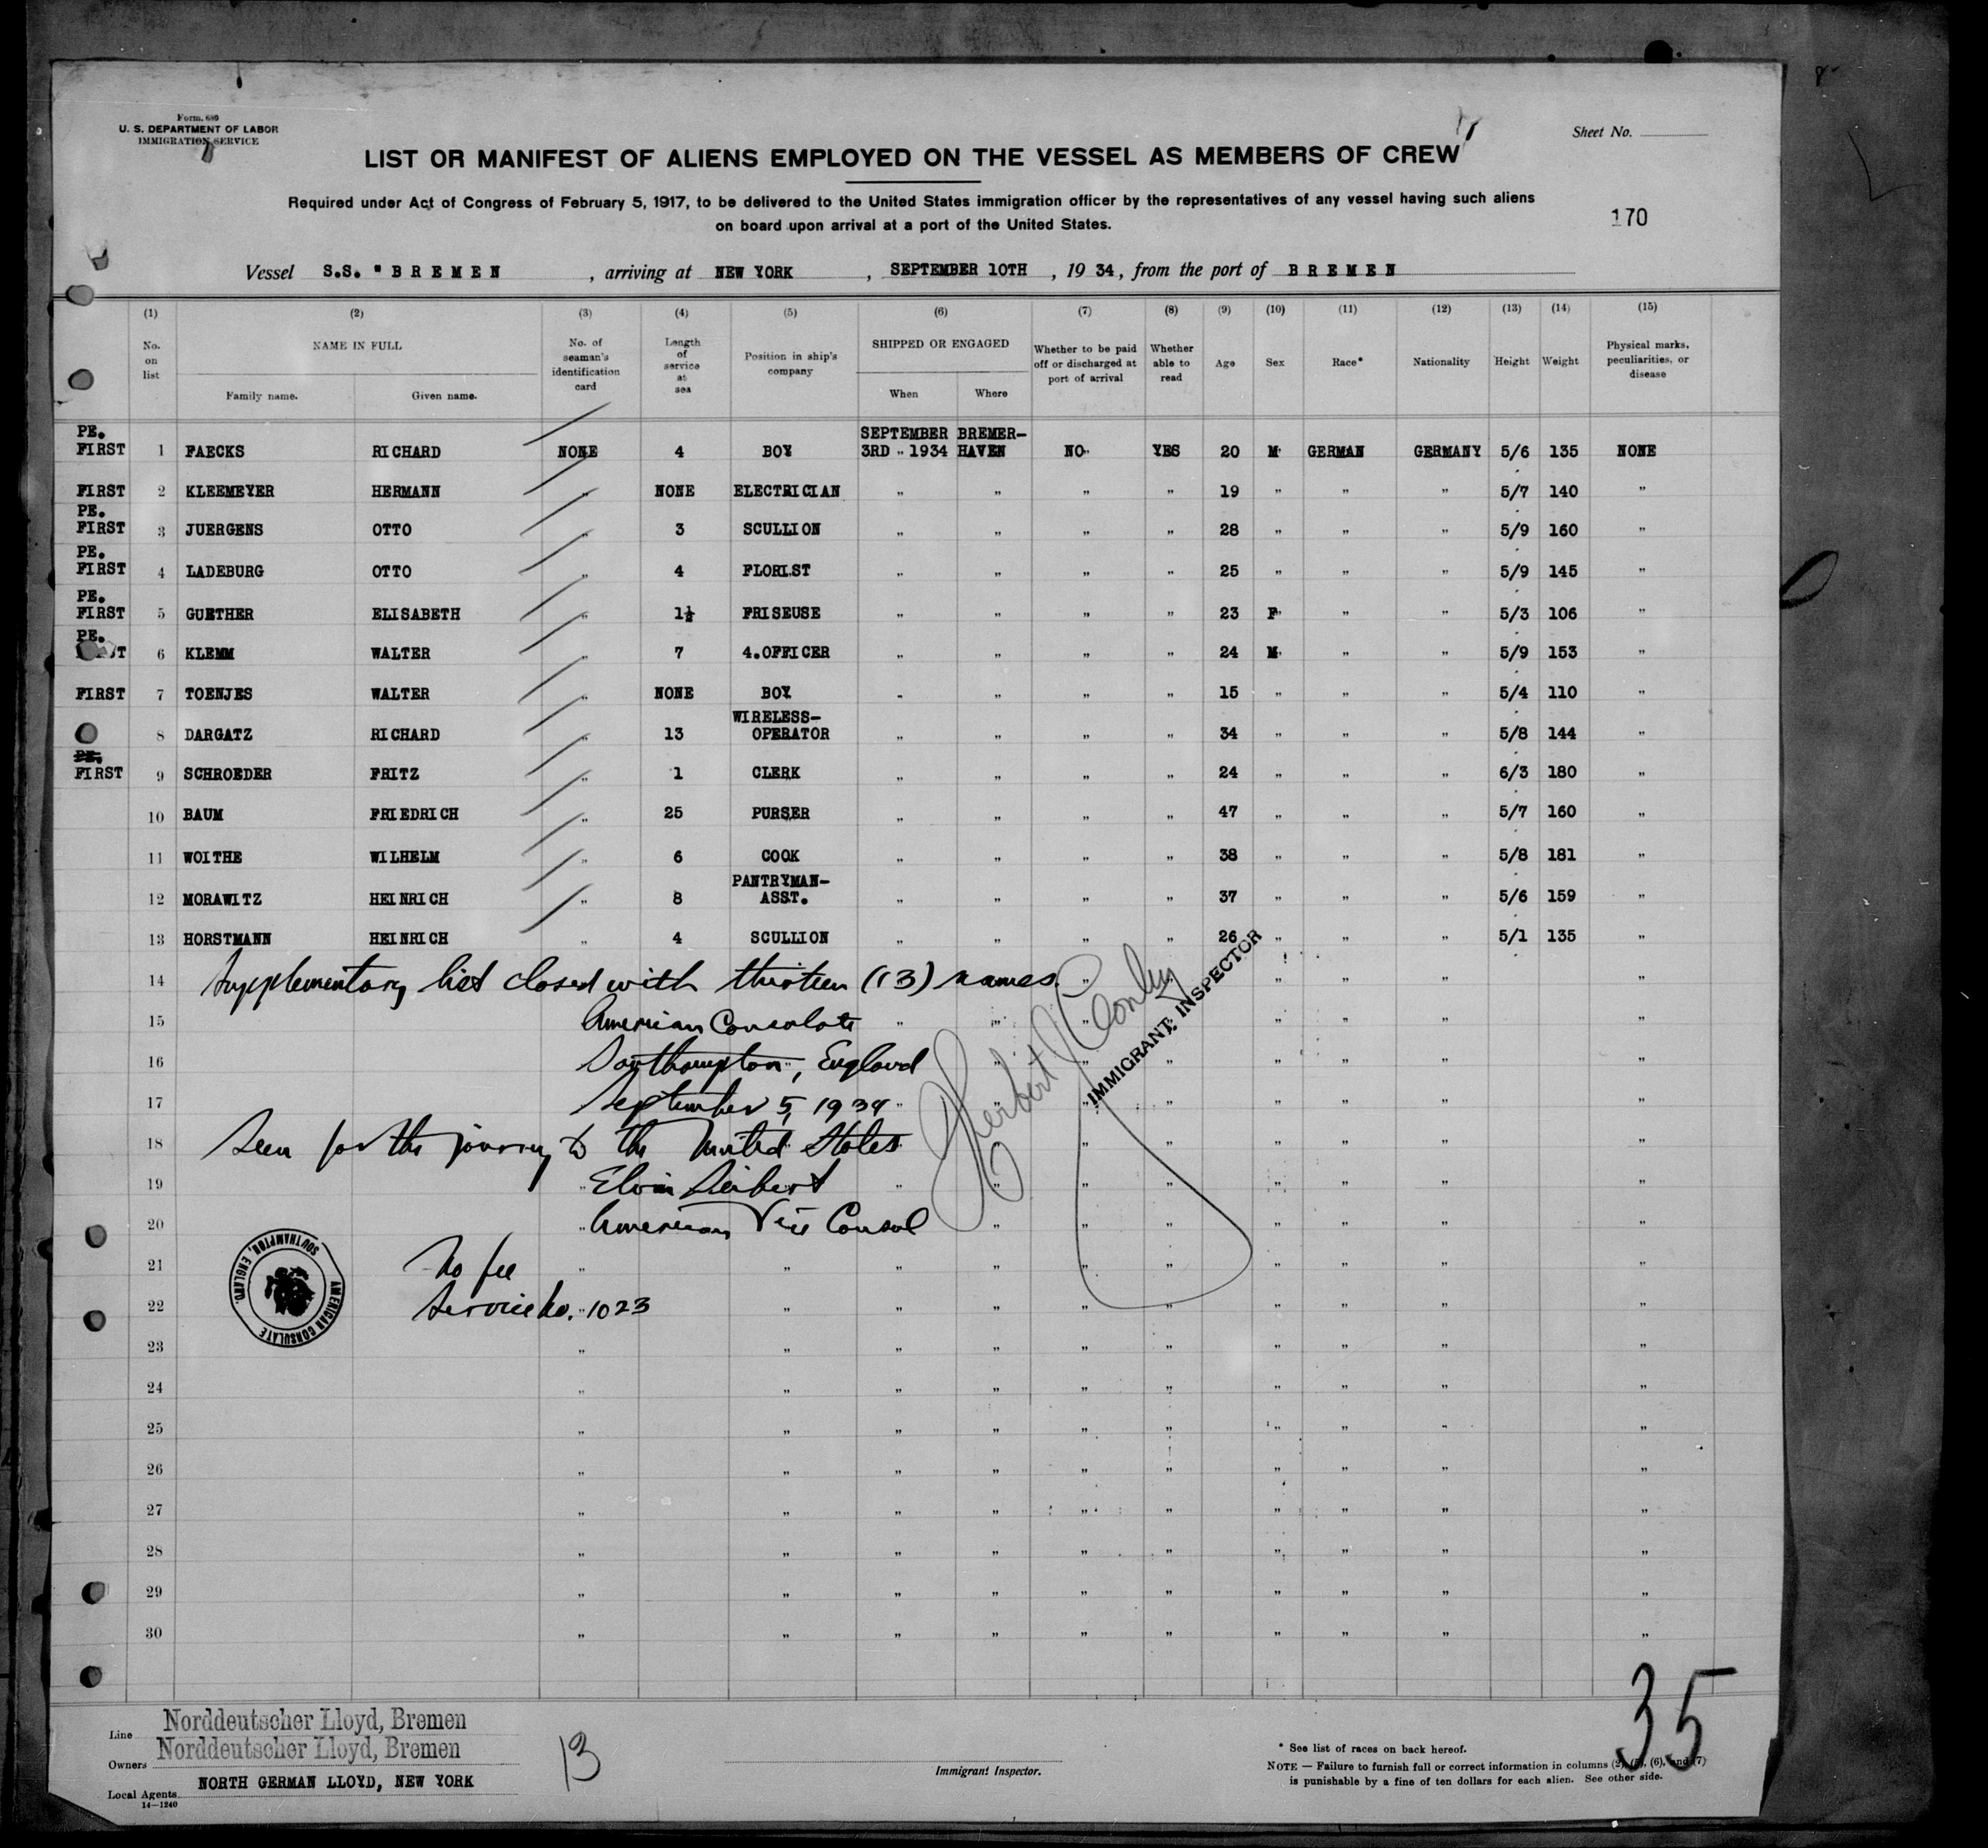 Form. 680
U. S. DEPARTMENT OF LABOR
IMMIGRATION SERVICE
Sheet No.
LIST OR MANIFEST OF ALIENS EMPLOYED ON THE VESSEL AS MEMBERS OF CREW
Required under Act of Congress of February 5, 1917, to be delivered to the United States immigration officer by the representatives of any vessel having such aliens
on board upon arrival at a port of the United States.
170
Vessel S.S. "BREMEN , arriving at NEW YORK , SEPTEMBER 10TH , 19 34, from the port of BREMEN
(1) (2) (3) (4) (5) (6) (7) (8) (9) (10) (11) (12) (13) (14) (15)
No. on list NAME IN FULL Family name. Given name. No. of seaman's identification card Length of service at sea Position in ship's company SHIPPED OR ENGAGED When Where Whether to be paid off or discharged at port of arrival Whether able to read Age Sex Race* Nationality Height Weight Physical marks, peculiarities, or disease
PE. FIRST 1 FAECKS RICHARD NONE 4 BOY SEPTEMBER 3RD 1934 BREMER-HAVEN NO YES 20 M GERMAN GERMANY 5/6 135 NONE
FIRST 2 KLEEMEYER HERMANN " NONE ELECTRICIAN " " " " 19 " " " 5/7 140 "
PE. FIRST 3 JUERGENS OTTO " 3 SCULLION " " " " 28 " " " 5/9 160 "
PE. FIRST 4 LADEBURG OTTO " 4 FLORIST " " " " 25 " " " 5/9 145 "
PE. FIRST 5 GUETHER ELISABETH " 1½ FRISEUSE " " " " 23 F " " 5/3 106 "
PE. 6 KLEMM WALTER " 7 4.OFFICER " " " " 24 M " " 5/9 153 "
FIRST 7 TOENJES WALTER " NONE BOY " " " " 15 " " " 5/4 110 "
8 DARGATZ RICHARD " 13 WIRELESS-OPERATOR " " " " 34 " " " 5/8 144 "
PE. FIRST 9 SCHROEDER FRITZ " 1 CLERK " " " " 24 " " " 6/3 180 "
10 BAUM FRIEDRICH " 25 PURSER " " " " 47 " " " 5/7 160 "
11 WOITHE WILHELM " 6 COOK " " " " 38 " " " 5/8 181 "
12 MORAWITZ HEINRICH " 8 PANTRYMAN-ASST. " " " " 37 " " " 5/6 159 "
13 HORSTMANN HEINRICH " 4 SCULLION " " " " 26 " " " 5/1 135 "
14 Supplementary list closed with thirteen (13) names.
15 American Consulate
16 Southampton, England
17 September 5, 1934
18 Seen for the journey to the United States
19 Elvin Seibert
20 American Vice Consul
Herbert J Conley
IMMIGRANT INSPECTOR
21 No fee
22 Service No. 1023
AMERICAN CONSULATE
SOUTHAMPTON, ENGLAND.
23
24
25
26
27
28
29
30
Line Norddeutscher Lloyd, Bremen
Owners Norddeutscher Lloyd, Bremen
Local Agents NORTH GERMAN LLOYD, NEW YORK
14—1240
13
Immigrant Inspector.
35
* See list of races on back hereof.
NOTE — Failure to furnish full or correct information in columns (2), (5), (6), and (7)
is punishable by a fine of ten dollars for each alien. See other side.